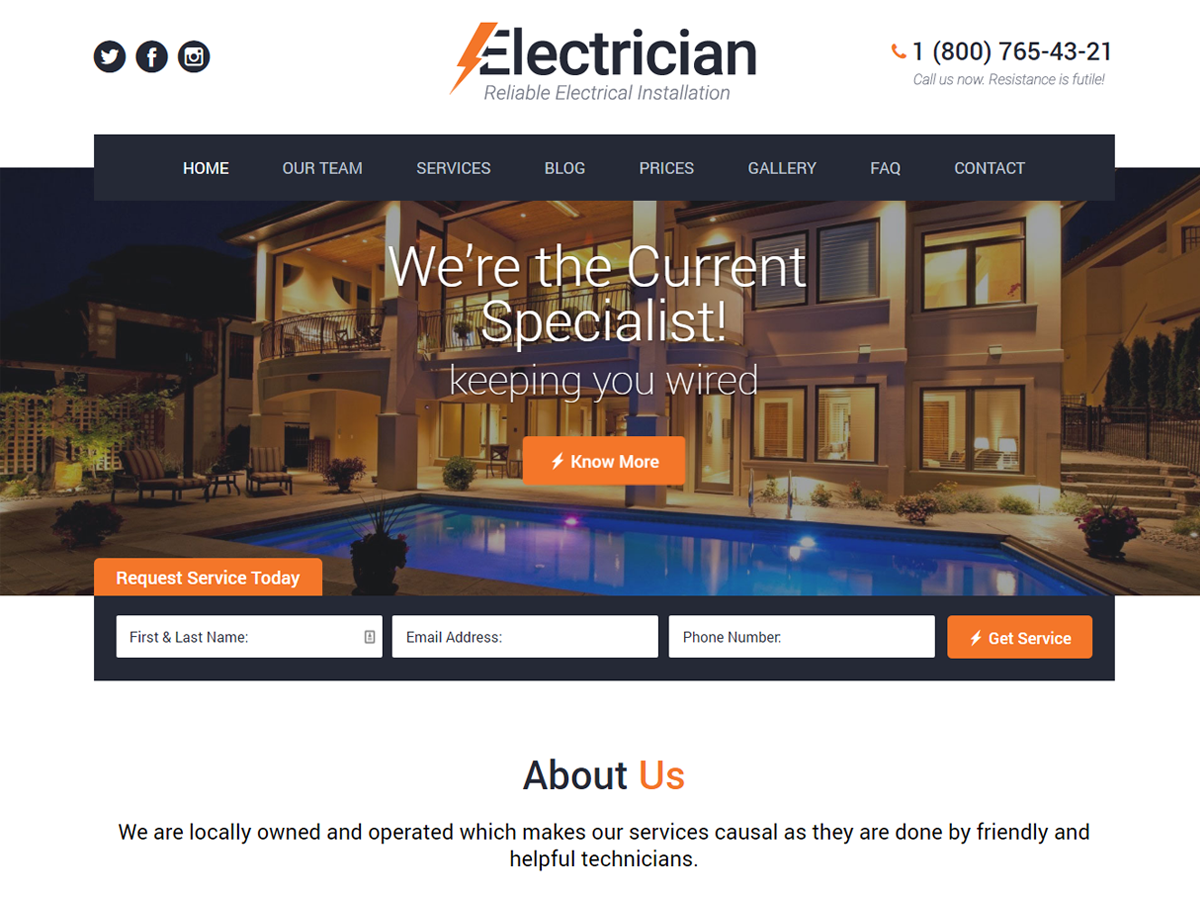 Electrician
Reliable Electrical Installation
1 (800) 765-43-21
Call us now. Resistance is futile!
HOME OUR TEAM SERVICES BLOG PRICES GALLERY FAQ CONTACT
We're the Current
Specialist!
keeping you wired
Know More
Request Service Today
First & Last Name: Email Address: Phone Number: Get Service
About Us
We are locally owned and operated which makes our services causal as they are done by friendly and
helpful technicians.